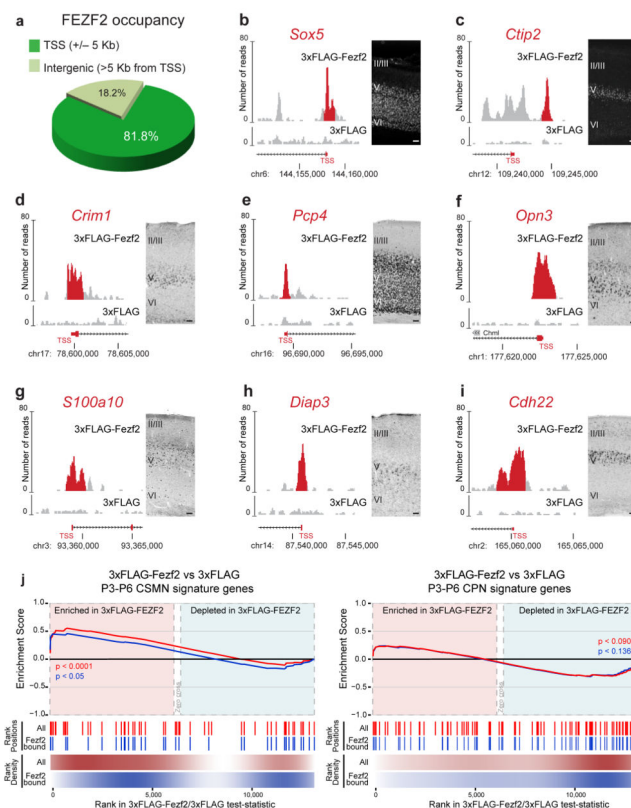 a
FEZF2 occupancy
TSS (+/– 5 Kb)
Intergenic (>5 Kb from TSS)
18.2%
81.8%
b
Sox5
80
3xFLAG-Fezf2
Number of reads
0
3xFLAG
TSS
chr6: 144,155,000 144,160,000
II/III
V
VI
c
Ctip2
80
3xFLAG-Fezf2
Number of reads
0
3xFLAG
TSS
chr12: 109,240,000 109,245,000
II/III
V
VI
d
Crim1
80
3xFLAG-Fezf2
Number of reads
0
3xFLAG
TSS
chr17: 78,600,000 78,605,000
II/III
V
VI
e
Pcp4
80
3xFLAG-Fezf2
Number of reads
0
3xFLAG
TSS
chr16: 96,690,000 96,695,000
II/III
V
VI
f
Opn3
80
3xFLAG-Fezf2
Number of reads
0
3xFLAG
Chml
TSS
chr1: 177,620,000 177,625,000
II/III
V
VI
g
S100a10
80
3xFLAG-Fezf2
Number of reads
0
3xFLAG
TSS
chr3: 93,360,000 93,365,000
II/III
V
VI
h
Diap3
80
3xFLAG-Fezf2
Number of reads
0
3xFLAG
TSS
chr14: 87,540,000 87,545,000
II/III
V
VI
i
Cdh22
80
3xFLAG-Fezf2
Number of reads
0
3xFLAG
TSS
chr2: 165,060,000 165,065,000
II/III
V
VI
j
3xFLAG-Fezf2 vs 3xFLAG
P3-P6 CSMN signature genes
Enriched in 3xFLAG-FEZF2
Depleted in 3xFLAG-FEZF2
Enrichment Score
1.0
0.5
0.0
−0.5
−1.0
p < 0.0001
p < 0.05
Rank Positions
All
Fezf2 bound
Rank Density
All
Fezf2 bound
0 5,000 10,000
Rank in 3xFLAG-Fezf2/3xFLAG test-statistic
3xFLAG-Fezf2 vs 3xFLAG
P3-P6 CPN signature genes
Enriched in 3xFLAG-FEZF2
Depleted in 3xFLAG-FEZF2
Enrichment Score
1.0
0.5
0.0
−0.5
−1.0
p < 0.090
p < 0.136
Rank Positions
All
Fezf2 bound
Rank Density
All
Fezf2 bound
0 5,000 10,000
Rank in 3xFLAG-Fezf2/3xFLAG test-statistic